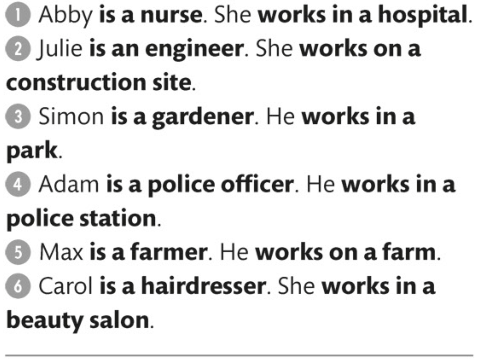 1 Abby is a nurse. She works in a hospital.
2 Julie is an engineer. She works on a
construction site.
3 Simon is a gardener. He works in a
park.
4 Adam is a police officer. He works in a
police station.
5 Max is a farmer. He works on a farm.
6 Carol is a hairdresser. She works in a
beauty salon.